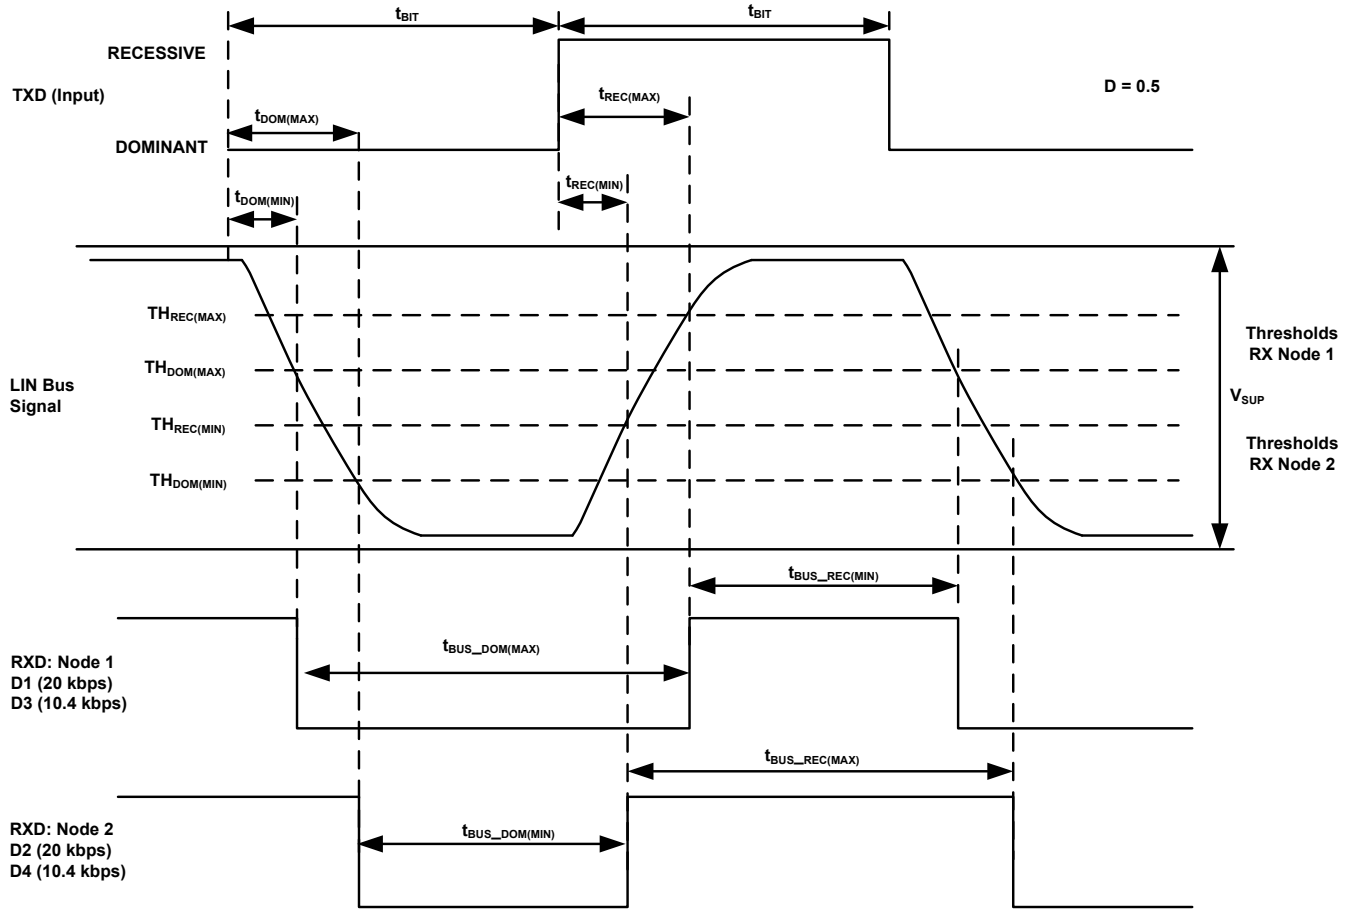 tBIT
tBIT
RECESSIVE
TXD (Input)
D = 0.5
tREC(MAX)
tDOM(MAX)
DOMINANT
tREC(MIN)
tDOM(MIN)
THREC(MAX)
Thresholds
RX Node 1
THDOM(MAX)
LIN Bus
Signal
VSUP
THREC(MIN)
Thresholds
RX Node 2
THDOM(MIN)
tBUS_REC(MIN)
tBUS_DOM(MAX)
RXD: Node 1
D1 (20 kbps)
D3 (10.4 kbps)
tBUS_REC(MAX)
RXD: Node 2
D2 (20 kbps)
D4 (10.4 kbps)
tBUS_DOM(MIN)